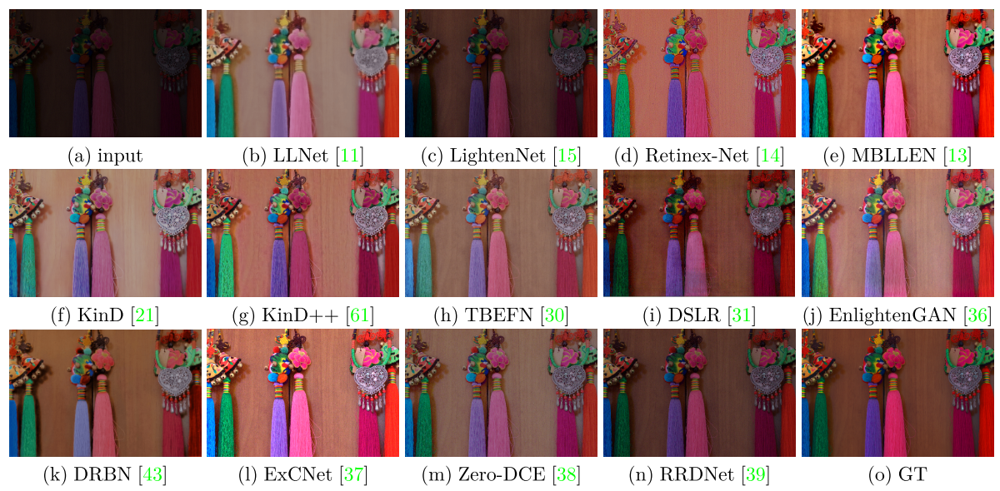 (a) input (b) LLNet [11] (c) LightenNet [15] (d) Retinex-Net [14] (e) MBLLEN [13]
(f) KinD [21] (g) KinD++ [61] (h) TBEFN [30] (i) DSLR [31] (j) EnlightenGAN [36]
(k) DRBN [43] (l) ExCNet [37] (m) Zero-DCE [38] (n) RRDNet [39] (o) GT